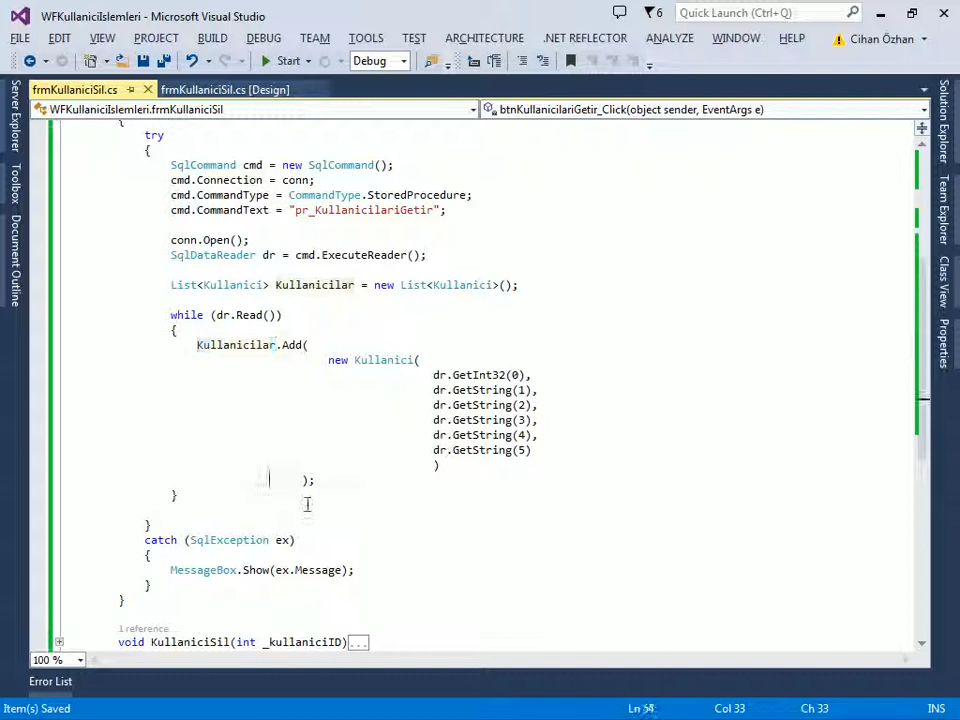 WFKullaniciIslemleri - Microsoft Visual Studio
6
Quick Launch (Ctrl+Q)
FILE EDIT VIEW PROJECT BUILD DEBUG TEAM TOOLS TEST ARCHITECTURE .NET REFLECTOR ANALYZE WINDOW HELP Cihan Özhan
Start Debug
frmKullaniciSil.cs frmKullaniciSil.cs [Design]
WFKullaniciIslemleri.frmKullaniciSil btnKullanicilariGetir_Click(object sender, EventArgs e)
Server Explorer
Toolbox
Document Outline
{
try
{
SqlCommand cmd = new SqlCommand();
cmd.Connection = conn;
cmd.CommandType = CommandType.StoredProcedure;
cmd.CommandText = "pr_KullanicilariGetir";
conn.Open();
SqlDataReader dr = cmd.ExecuteReader();
List<Kullanici> Kullanicilar = new List<Kullanici>();
while (dr.Read())
{
Kullanicilar.Add(
new Kullanici(
dr.GetInt32(0),
dr.GetString(1),
dr.GetString(2),
dr.GetString(3),
dr.GetString(4),
dr.GetString(5)
)
);
}
}
catch (SqlException ex)
{
MessageBox.Show(ex.Message);
}
}
1 reference
void KullaniciSil(int _kullaniciID)...
Solution Explorer
Team Explorer
Class View
Properties
100 %
Error List
Item(s) Saved Col 33 Ch 33 INS